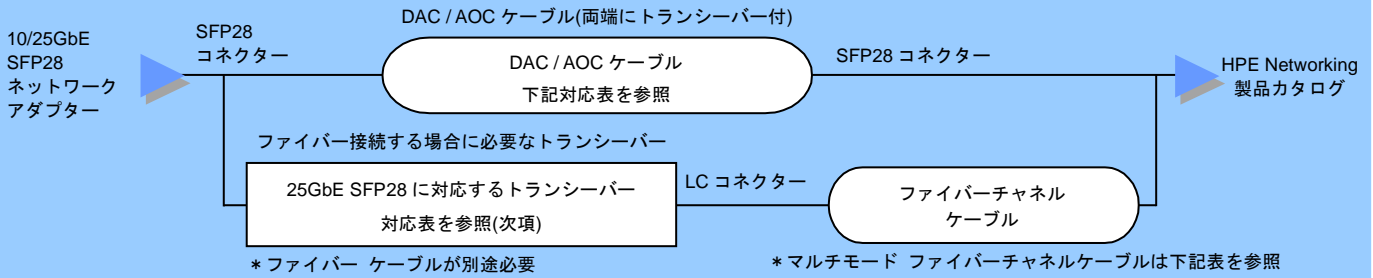 DAC / AOC ケーブル(両端にトランシーバー付)
10/25GbE
SFP28
ネットワーク
アダプター
SFP28
コネクター
DAC / AOC ケーブル
下記対応表を参照
SFP28 コネクター
HPE Networking
製品カタログ
ファイバー接続する場合に必要なトランシーバー
25GbE SFP28 に対応するトランシーバー
対応表を参照(次項)
LC コネクター
ファイバーチャネル
ケーブル
*ファイバー ケーブルが別途必要
*マルチモード ファイバーチャネルケーブルは下記表を参照